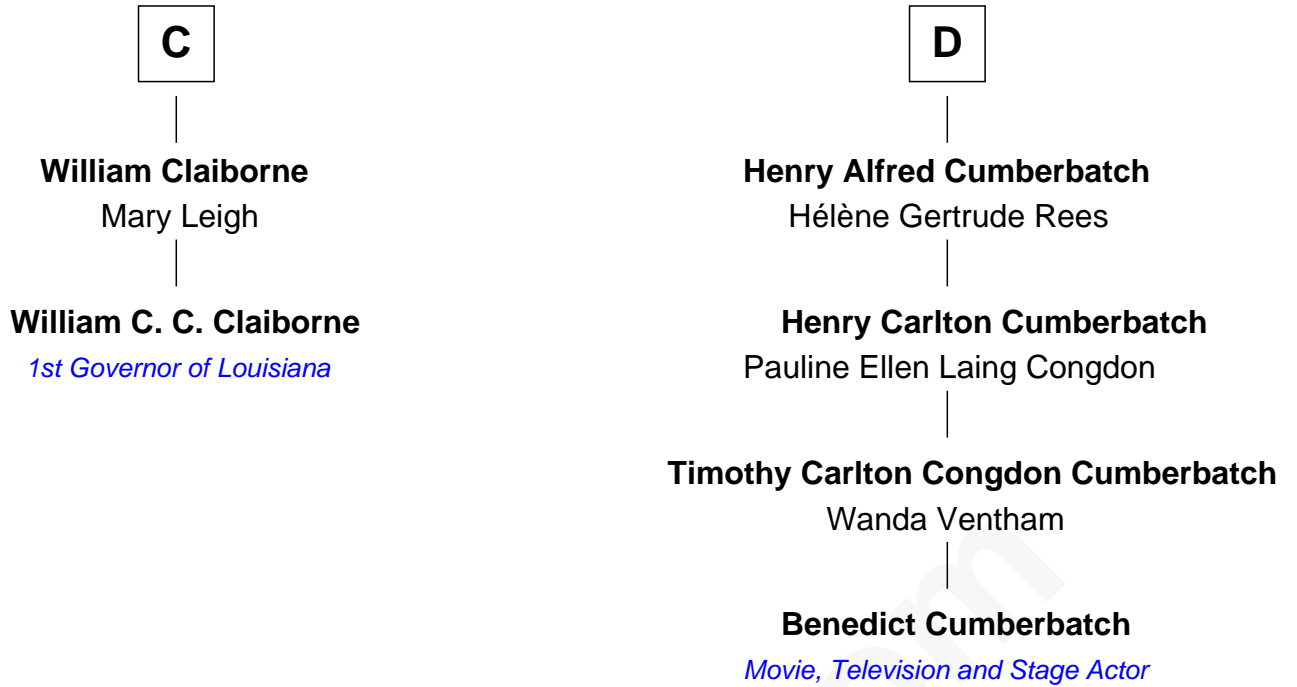 C
William Claiborne
Mary Leigh
William C. C. Claiborne
1st Governor of Louisiana
D
Henry Alfred Cumberbatch
Hélène Gertrude Rees
Henry Carlton Cumberbatch
Pauline Ellen Laing Congdon
Timothy Carlton Congdon Cumberbatch
Wanda Ventham
Benedict Cumberbatch
Movie, Television and Stage Actor